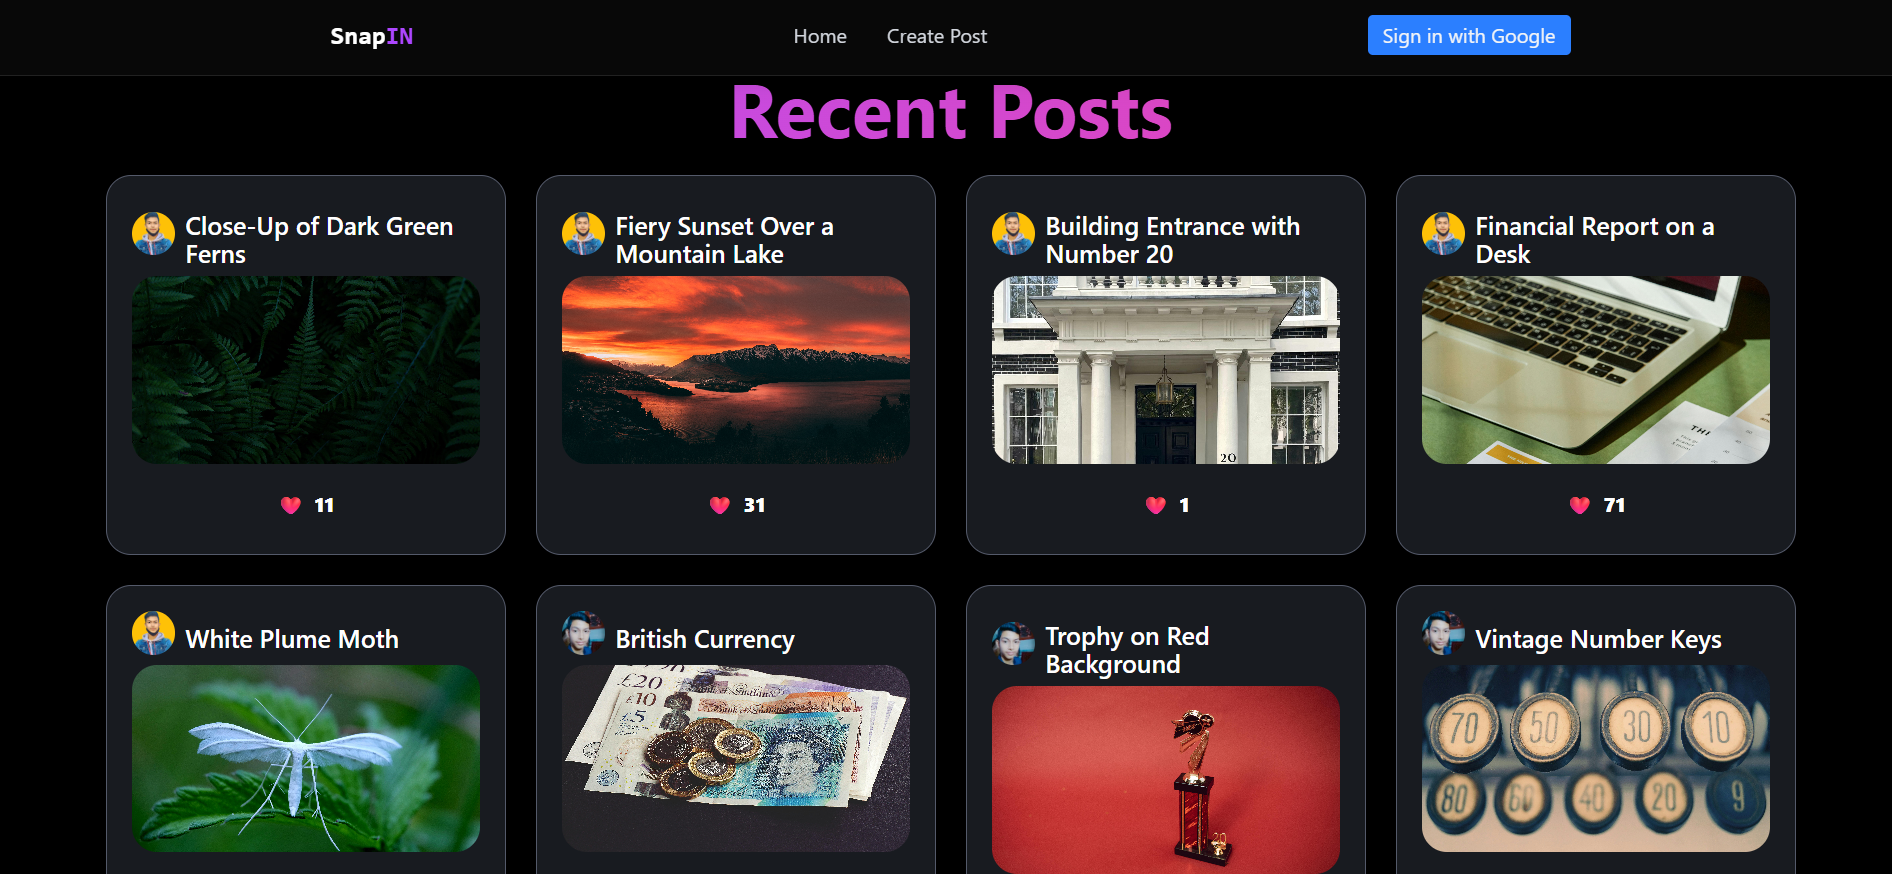 SnapIN
Home
Create Post
Sign in with Google
Recent Posts
Close-Up of Dark Green
Ferns
Fiery Sunset Over a
Mountain Lake
Building Entrance with
Number 20
Financial Report on a
Desk
20
THI
11
31
1
71
White Plume Moth
British Currency
Trophy on Red
Background
Vintage Number Keys
£20
£10
£5
20
70 50 30 10
80 60 40 20 9